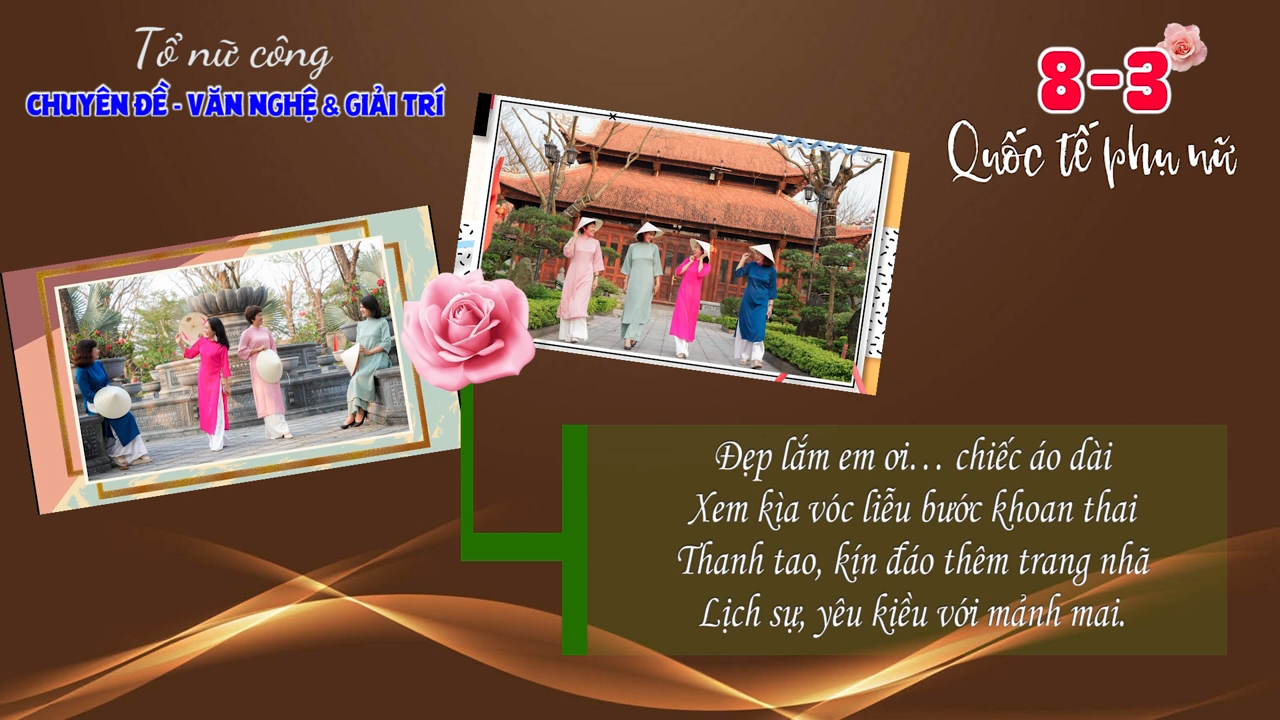 Tổ nữ công
CHUYÊN ĐỀ - VĂN NGHỆ & GIẢI TRÍ
8-3
Quốc tế phụ nữ
Đẹp lắm em ơi... chiếc áo dài
Xem kìa vóc liễu bước khoan thai
Thanh tao, kín đáo thêm trang nhã
Lịch sự, yêu kiều với mảnh mai.